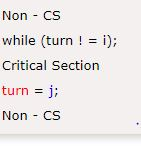 Non - CS
while (turn ! = i);
Critical Section
turn = j;
Non - CS